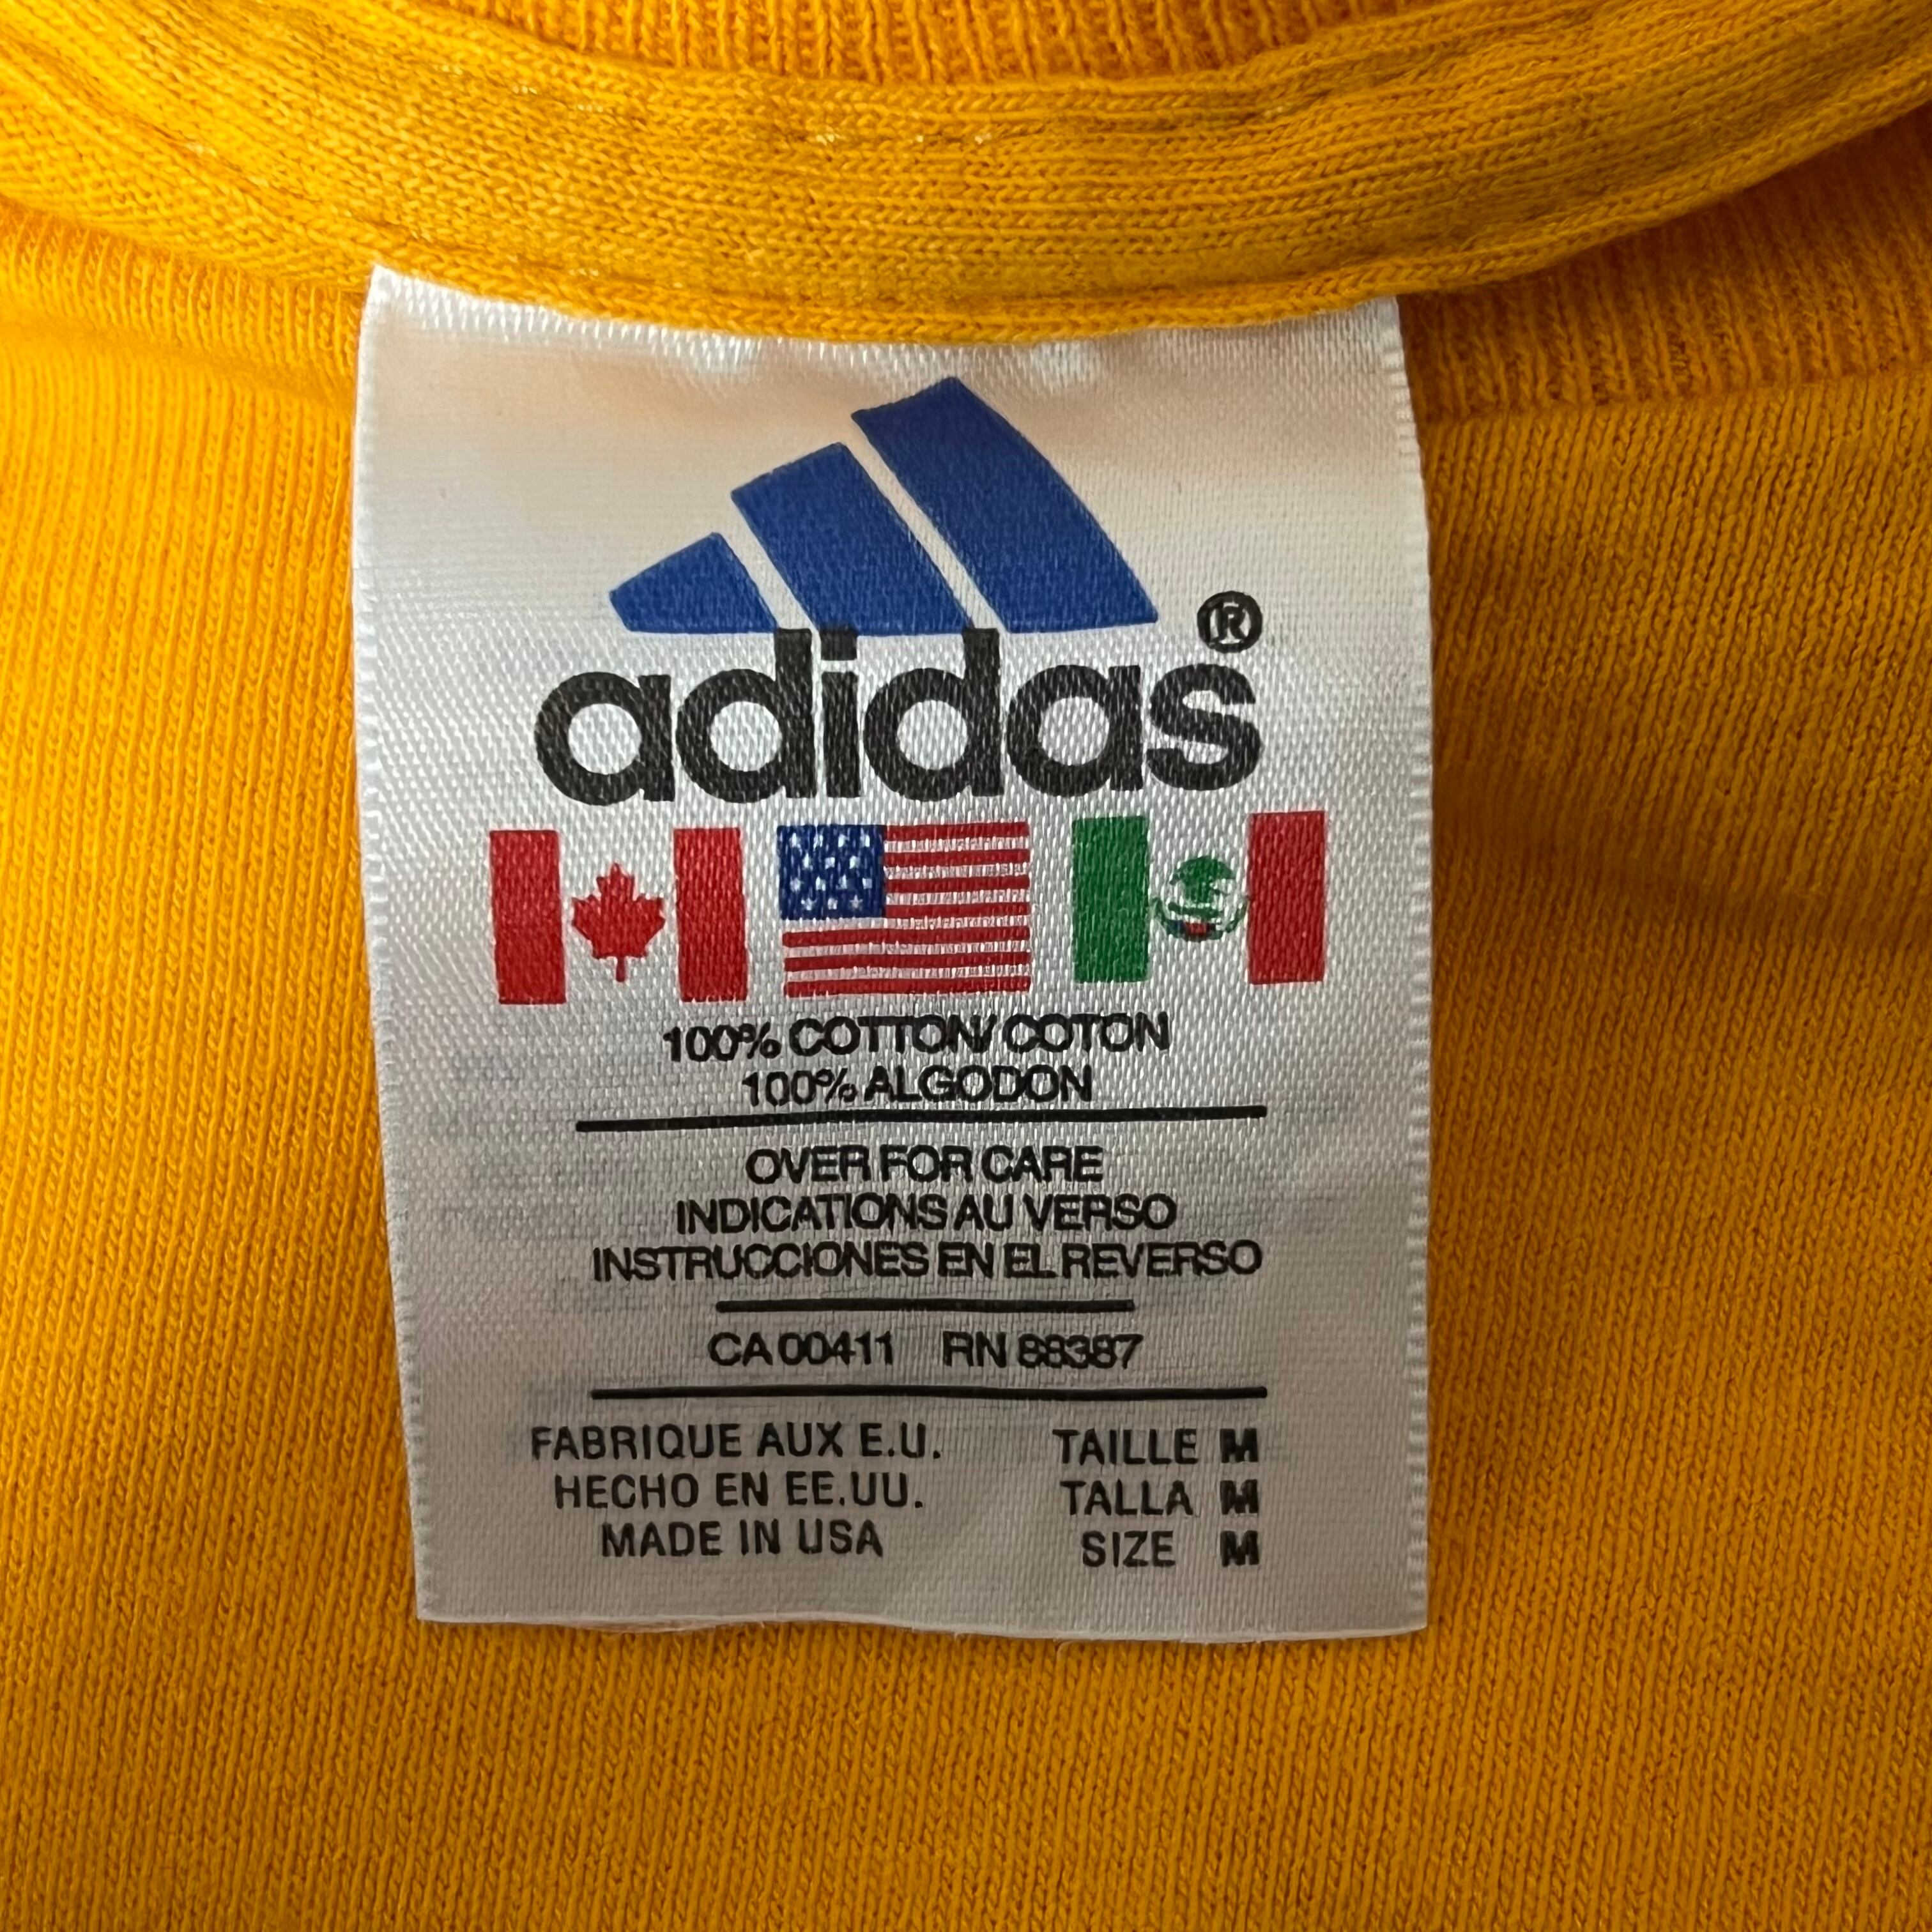 adidas®
100% COTTON/COTON
100% ALGODON
OVER FOR CARE
INDICATIONS AU VERSO
INSTRUCCIONES EN EL REVERSO
CA 00411 RN 88387
FABRIQUE AUX E.U. TAILLE M
HECHO EN EE.UU. TALLA M
MADE IN USA SIZE M